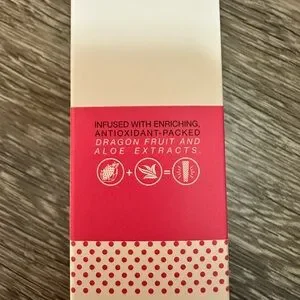 INFUSED WITH ENRICHING,
ANTIOXIDANT-PACKED
DRAGON FRUIT AND
ALOE EXTRACTS.
+ =